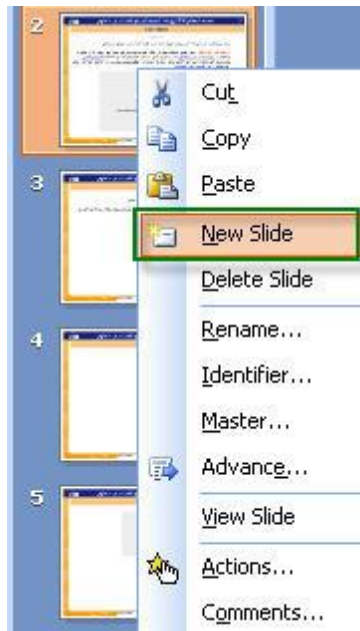 2
Cut
Copy
Paste
3
New Slide
Delete Slide
Rename...
4
Identifier...
Master...
Advance...
5
View Slide
Actions...
Comments...